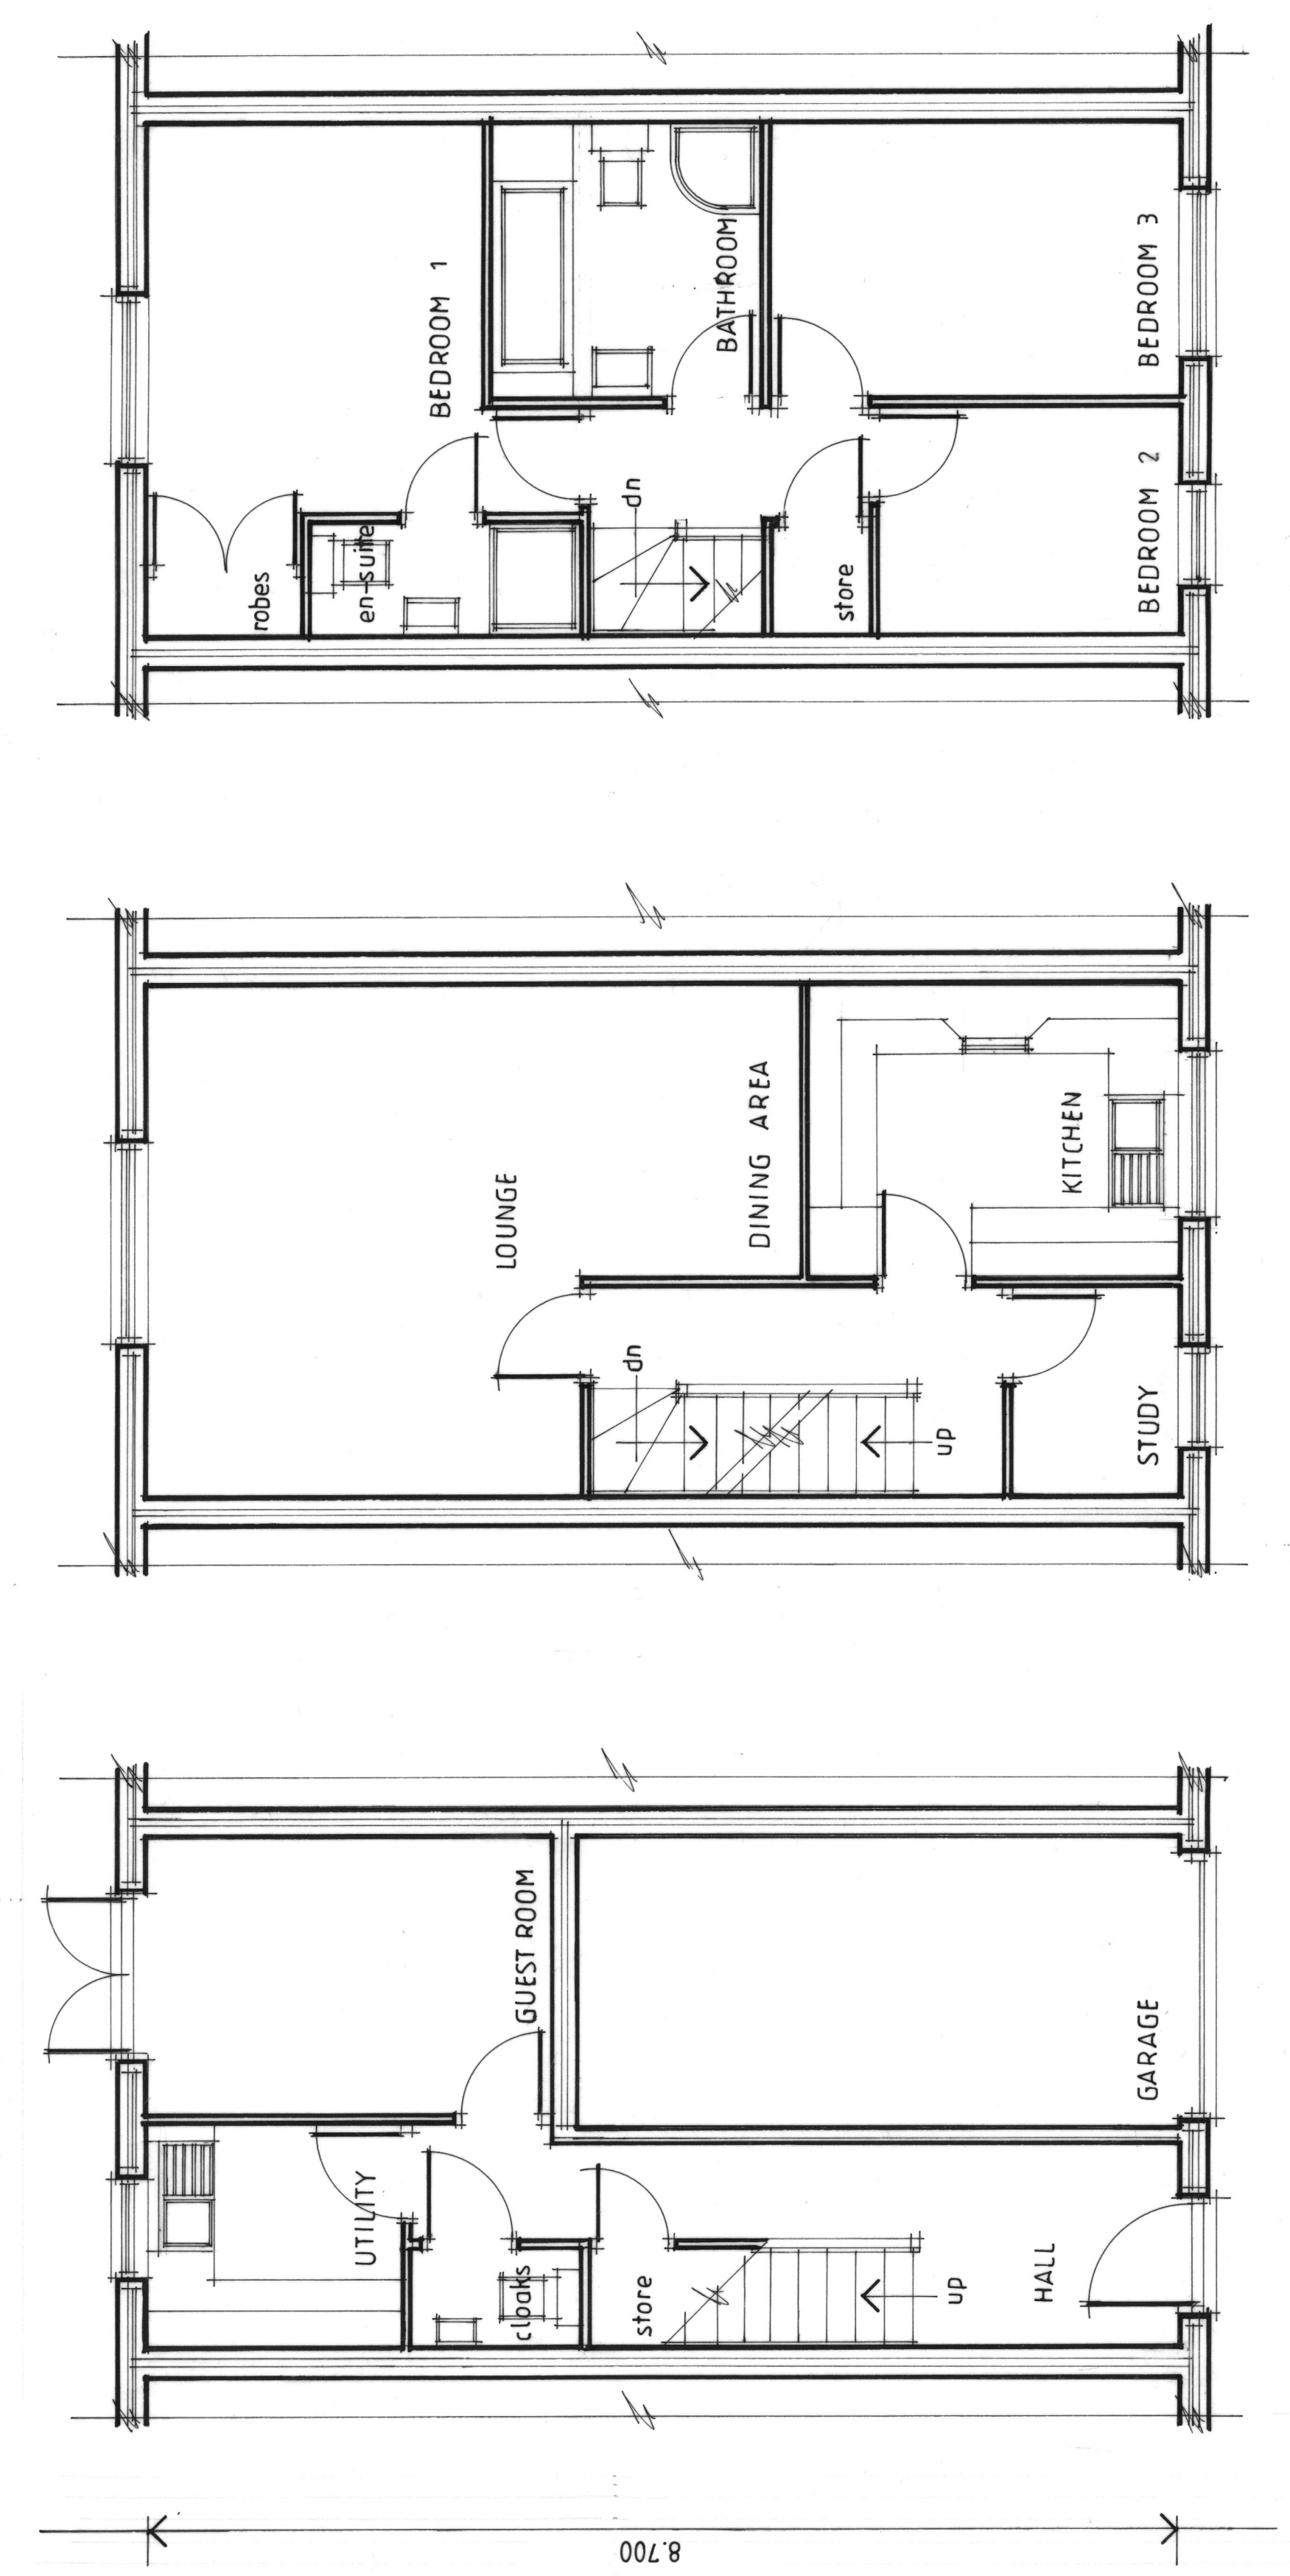 BEDROOM 1
BATHROOM
BEDROOM 3
robes
en-suite
dn
store
BEDROOM 2
LOUNGE
DINING AREA
KITCHEN
dn
up
STUDY
GUEST ROOM
GARAGE
UTILITY
cloaks
store
up
HALL
8.700